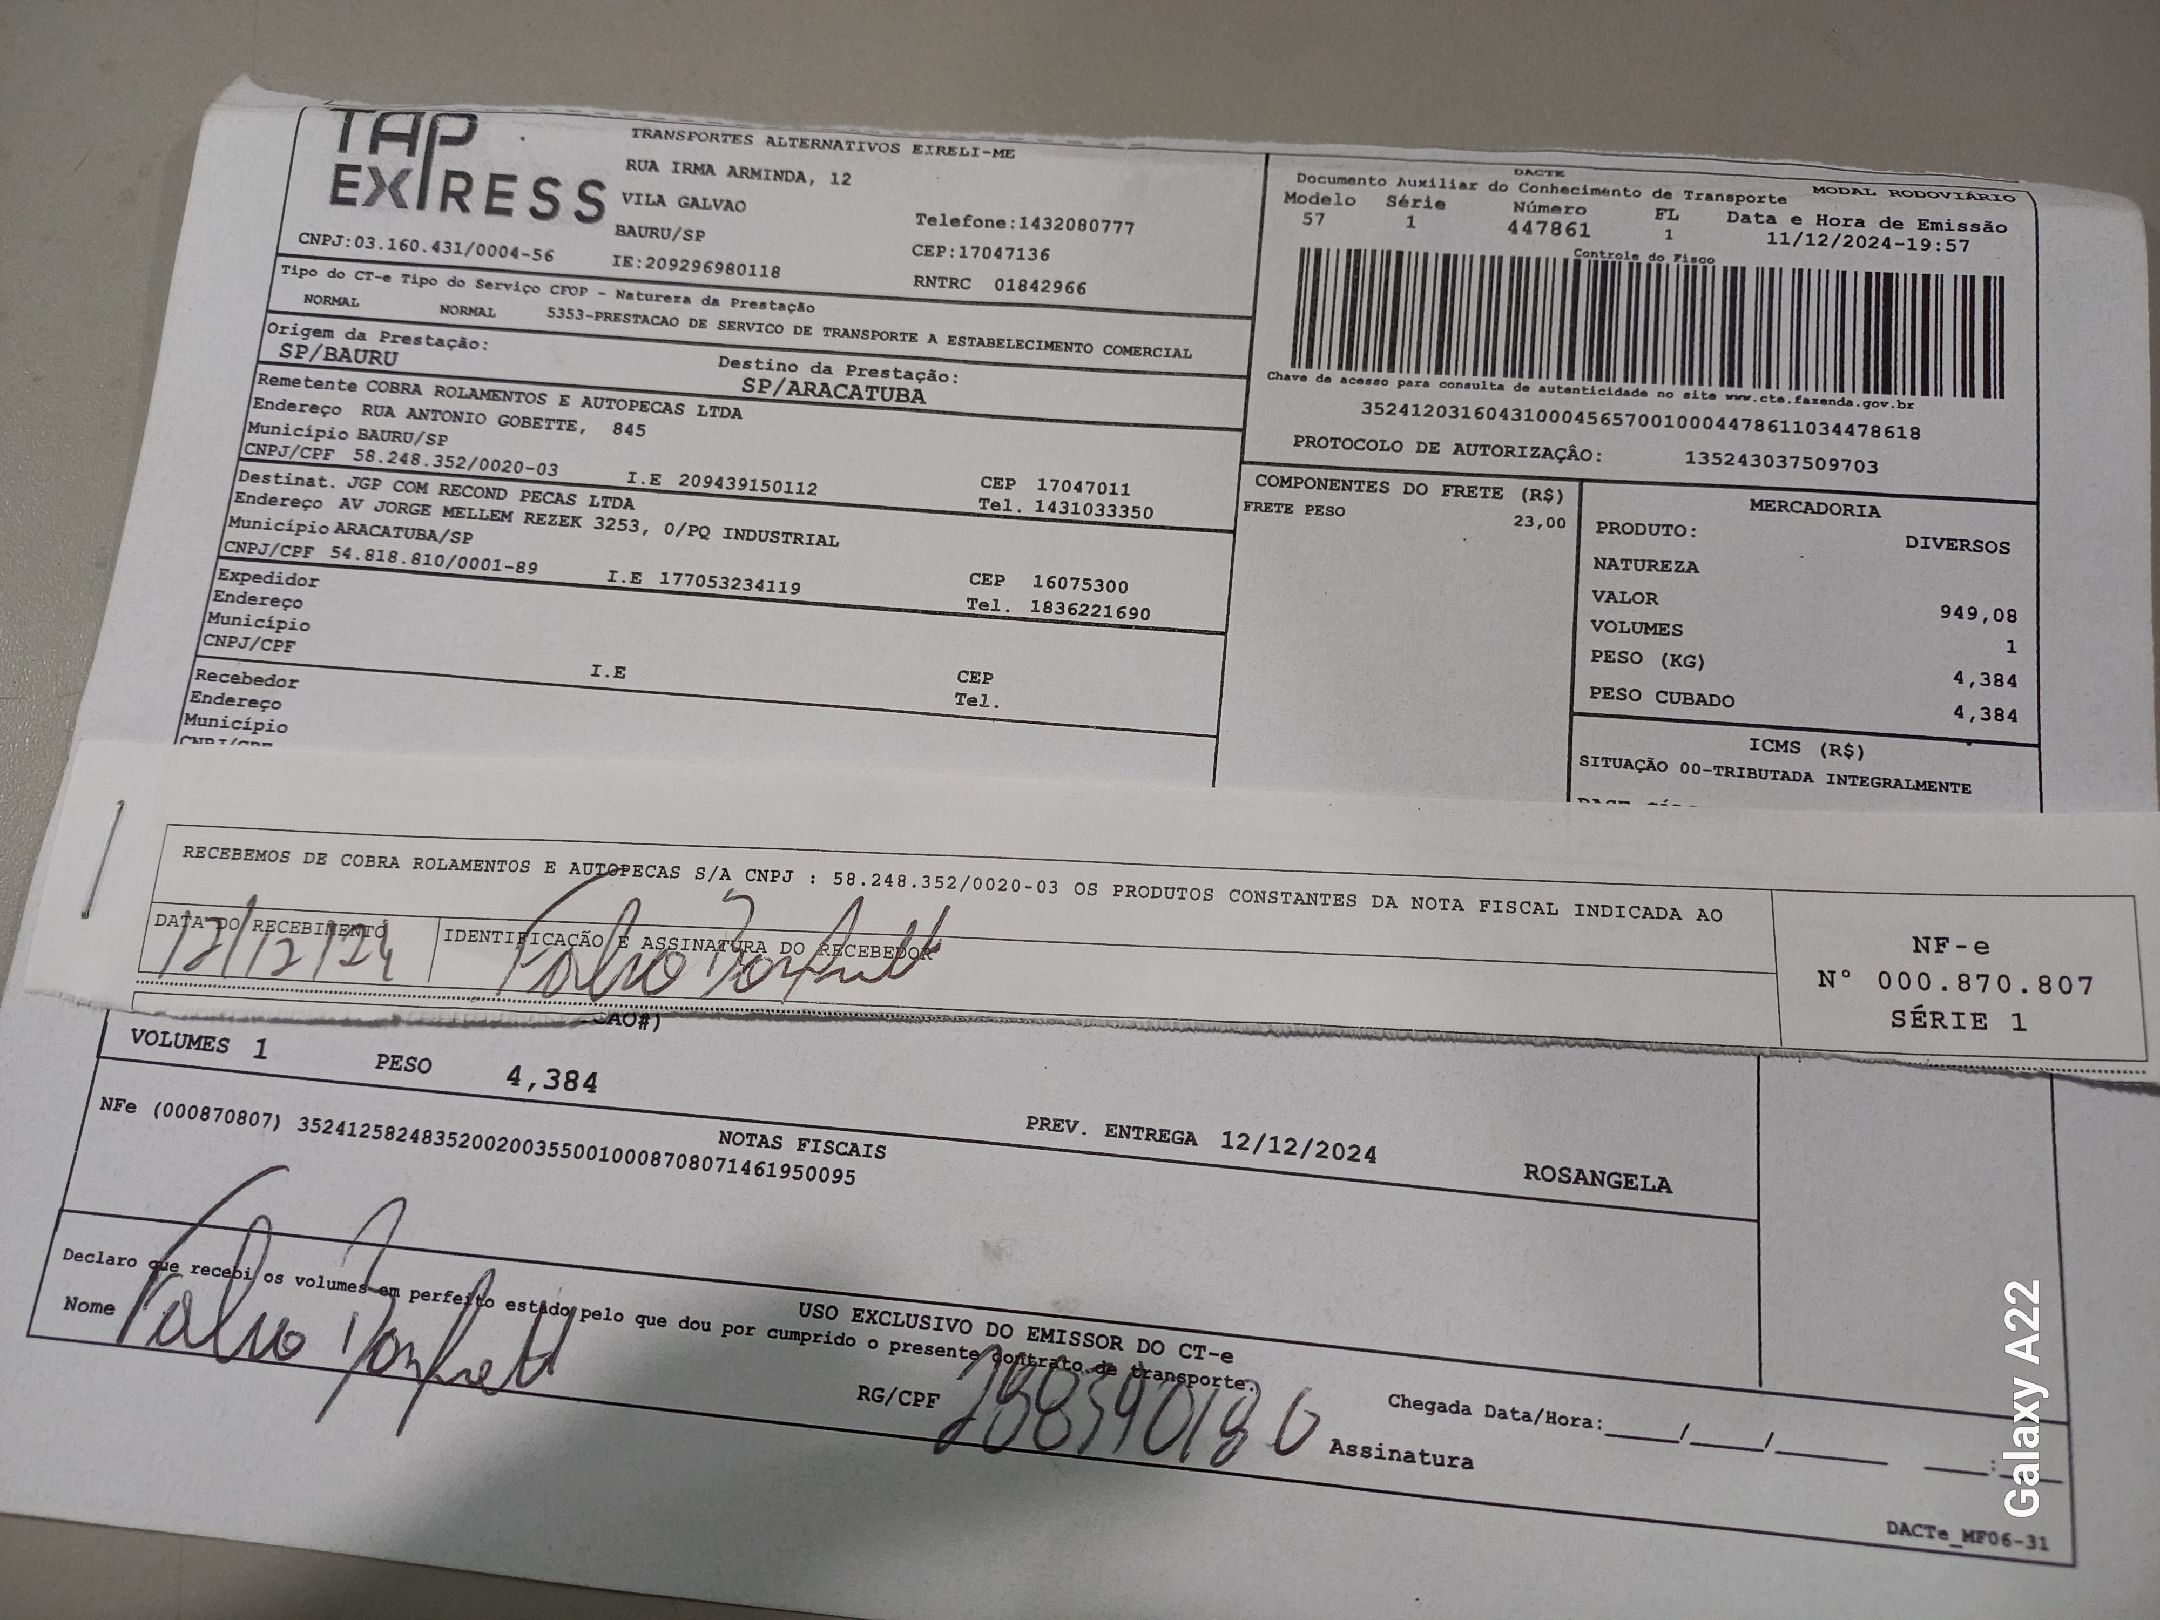 TAP EXPRESS
TRANSPORTES ALTERNATIVOS EIRELI-ME
RUA IRMA ARMINDA, 12
VILA GALVAO
BAURU/SP
Telefone:1432080777
CNPJ:03.160.431/0004-56
IE:209296980118
CEP:17047136
RNTRC 01842966
DACTE
Documento Auxiliar do Conhecimento de Transporte
MODAL RODOVIÁRIO
Modelo Série Número FL Data e Hora de Emissão
57 1 447861 1 11/12/2024-19:57
Controle do Fisco
Chave de acesso para consulta de autenticidade no site www.cte.fazenda.gov.br
35241203160431000456570010004478611034478618
PROTOCOLO DE AUTORIZAÇÂO: 135243037509703
Tipo do CT-e Tipo do Serviço CFOP - Natureza da Prestação
NORMAL NORMAL 5353-PRESTACAO DE SERVICO DE TRANSPORTE A ESTABELECIMENTO COMERCIAL
Origem da Prestação:
SP/BAURU
Destino da Prestação:
SP/ARACATUBA
Remetente COBRA ROLAMENTOS E AUTOPECAS LTDA
Endereço RUA ANTONIO GOBETTE, 845
Município BAURU/SP
CEP 17047011
CNPJ/CPF 58.248.352/0020-03 I.E 209439150112 Tel. 1431033350
Destinat. JGP COM RECOND PECAS LTDA
Endereço AV JORGE MELLEM REZEK 3253, 0/PQ INDUSTRIAL
Município ARACATUBA/SP
CEP 16075300
CNPJ/CPF 54.818.810/0001-89 I.E 177053234119 Tel. 1836221690
Expedidor
Endereço
Município
CEP
CNPJ/CPF I.E Tel.
Recebedor
Endereço
Município
CNPJ/CPF
COMPONENTES DO FRETE (R$)
FRETE PESO 23,00
MERCADORIA
PRODUTO: DIVERSOS
NATUREZA
VALOR 949,08
VOLUMES 1
PESO (KG) 4,384
PESO CUBADO 4,384
ICMS (R$)
SITUAÇÃO 00-TRIBUTADA INTEGRALMENTE
RECEBEMOS DE COBRA ROLAMENTOS E AUTOPECAS S/A CNPJ : 58.248.352/0020-03 OS PRODUTOS CONSTANTES DA NOTA FISCAL INDICADA AO
DATA DO RECEBIMENTO
12/12/24
IDENTIFICAÇÃO E ASSINATURA DO RECEBEDOR
NF-e
N° 000.870.807
SÉRIE 1
VOLUMES 1 PESO 4,384
PREV. ENTREGA 12/12/2024 ROSANGELA
NOTAS FISCAIS
NFe (000870807) 35241258248352002003550010008708071461950095
USO EXCLUSIVO DO EMISSOR DO CT-e
Declaro que recebi os volumes em perfeito estado pelo que dou por cumprido o presente contrato de transporte.
Nome
RG/CPF
Chegada Data/Hora:____/____/______ ____:____
Assinatura
DACTe_MF06-31
Galaxy A22